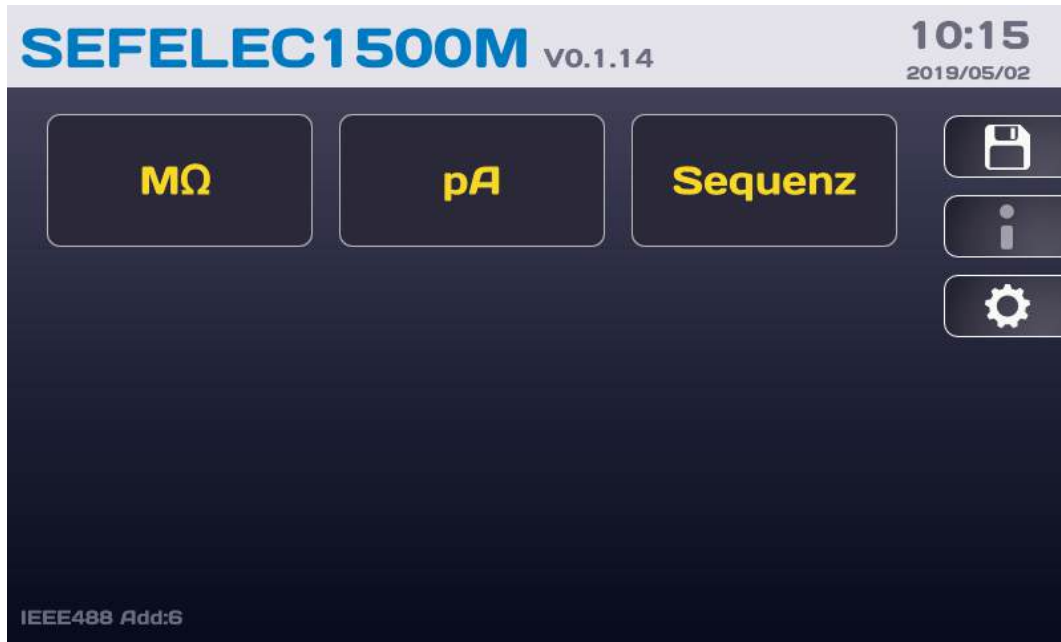 SEFELEC1500M V0.1.14
10:15
2019/05/02
MΩ
pA
Sequenz
IEEE488 Add:6